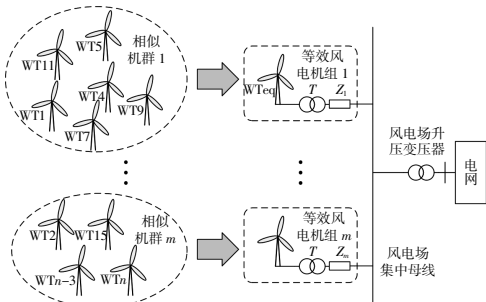 WT5
WT11
相似
机群 1
WT4
WT1
WT9
WT7
等效风
电机组 1
WTeq
T
Z1
风电场升
压变压器
电
网
WT2
WT15
相似
机群 m
WTn-3
WTn
等效风
电机组 m
T
Zm
风电场
集中母线